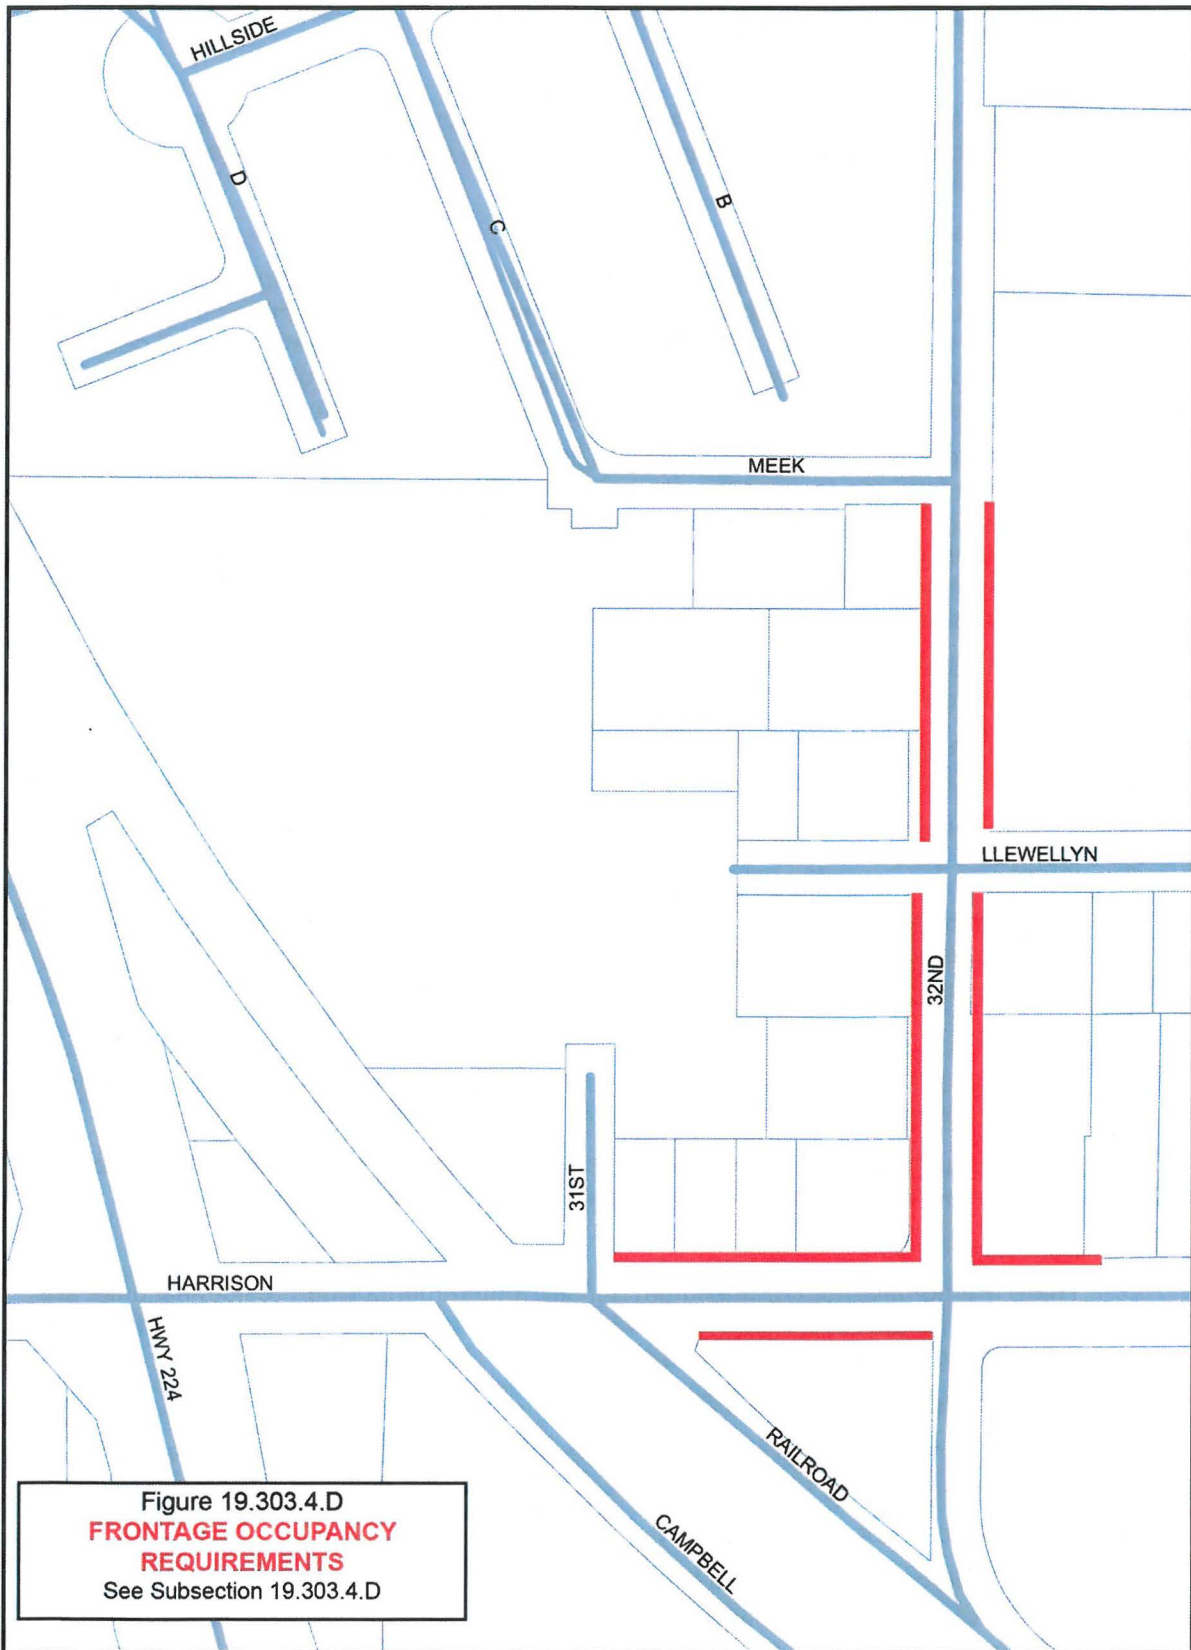 HILLSIDE
D
C
B
MEEK
LLEWELLYN
32ND
31ST
HARRISON
HWY 224
RAILROAD
CAMPBELL
Figure 19.303.4.D
FRONTAGE OCCUPANCY
REQUIREMENTS
See Subsection 19.303.4.D